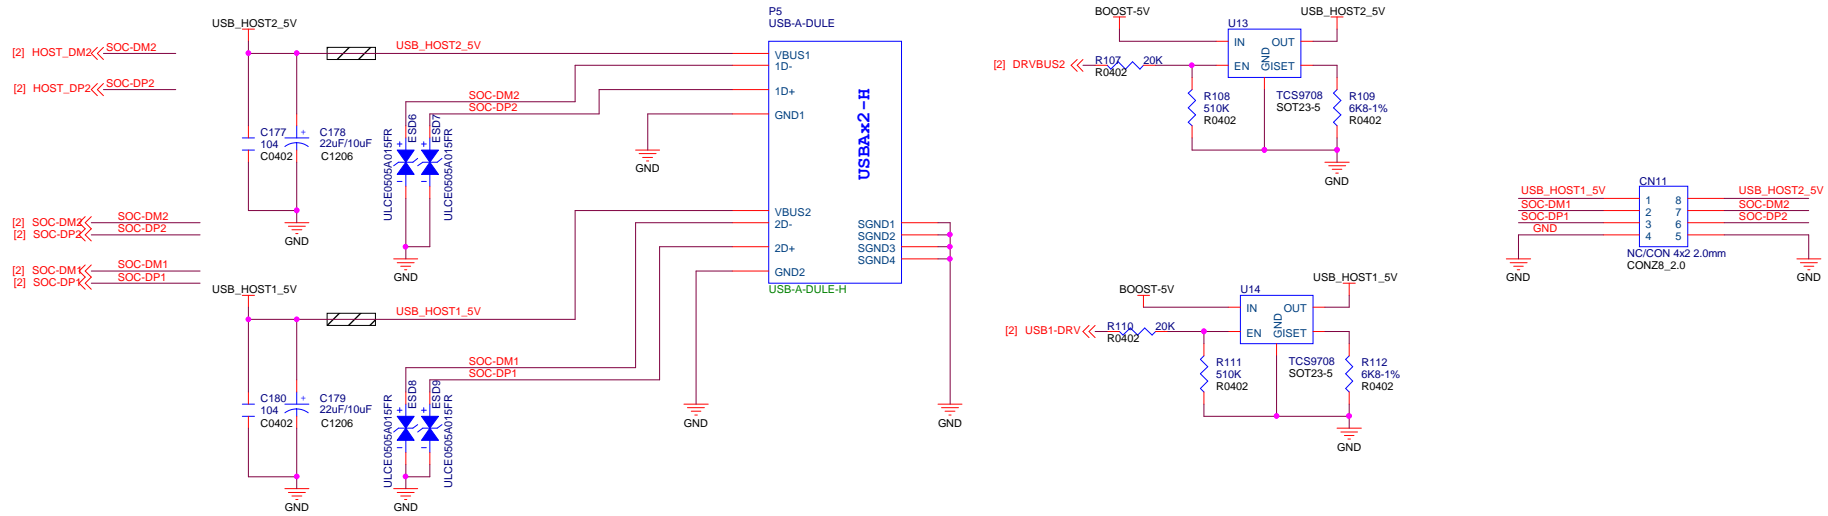 USB_HOST2_5V
[2] HOST_DM2 SOC-DM2
[2] HOST_DP2 SOC-DP2
USB_HOST2_5V
C177
104
C0402
C178
22uF/10uF
C1206
+
GND
SOC-DM2
SOC-DP2
ESD6
ULCE0505A015FR
ESD7
ULCE0505A015FR
GND
P5
USB-A-DULE
VBUS1
1D-
1D+
GND1
USBAx2-H
VBUS2
2D-
2D+
GND2
SGND1
SGND2
SGND3
SGND4
USB-A-DULE-H
GND
GND
GND
[2] SOC-DM2 SOC-DM2
[2] SOC-DP2 SOC-DP2
[2] SOC-DM1 SOC-DM1
[2] SOC-DP1 SOC-DP1
USB_HOST1_5V
USB_HOST1_5V
C180
104
C0402
C179
22uF/10uF
C1206
+
GND
SOC-DM1
SOC-DP1
ESD8
ULCE0505A015FR
ESD9
ULCE0505A015FR
GND
BOOST-5V
U13
USB_HOST2_5V
IN OUT
EN GND ISET
[2] DRVBUS2
R107 20K
R0402
R108
510K
R0402
TCS9708
SOT23-5
R109
6K8-1%
R0402
GND
BOOST-5V
U14
USB_HOST1_5V
IN OUT
EN GND ISET
[2] USB1-DRV
R110 20K
R0402
R111
510K
R0402
TCS9708
SOT23-5
R112
6K8-1%
R0402
GND
CN11
USB_HOST1_5V 1 8 USB_HOST2_5V
SOC-DM1 2 7 SOC-DM2
SOC-DP1 3 6 SOC-DP2
GND 4 5
NC/CON 4x2 2.0mm
CONZ8_2.0
GND
GND